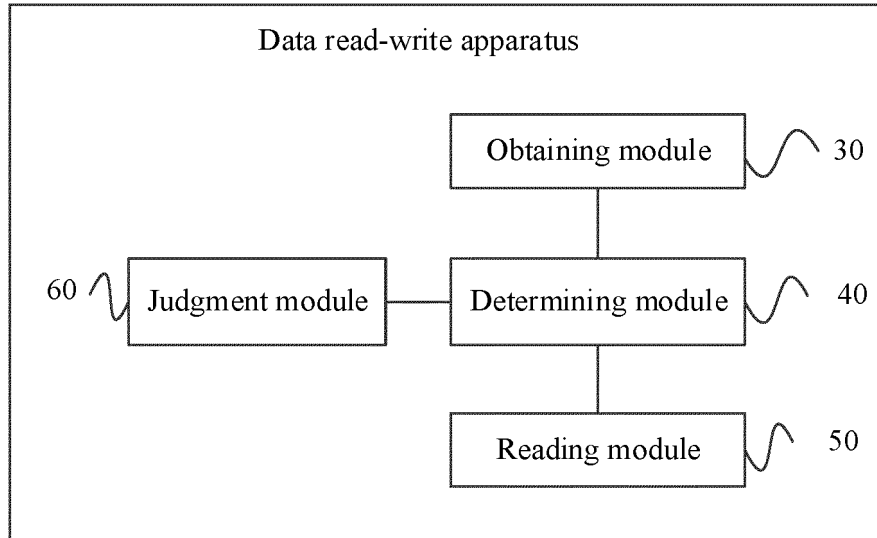 Data read-write apparatus
Obtaining module
30
60
Judgment module
Determining module
40
Reading module
50